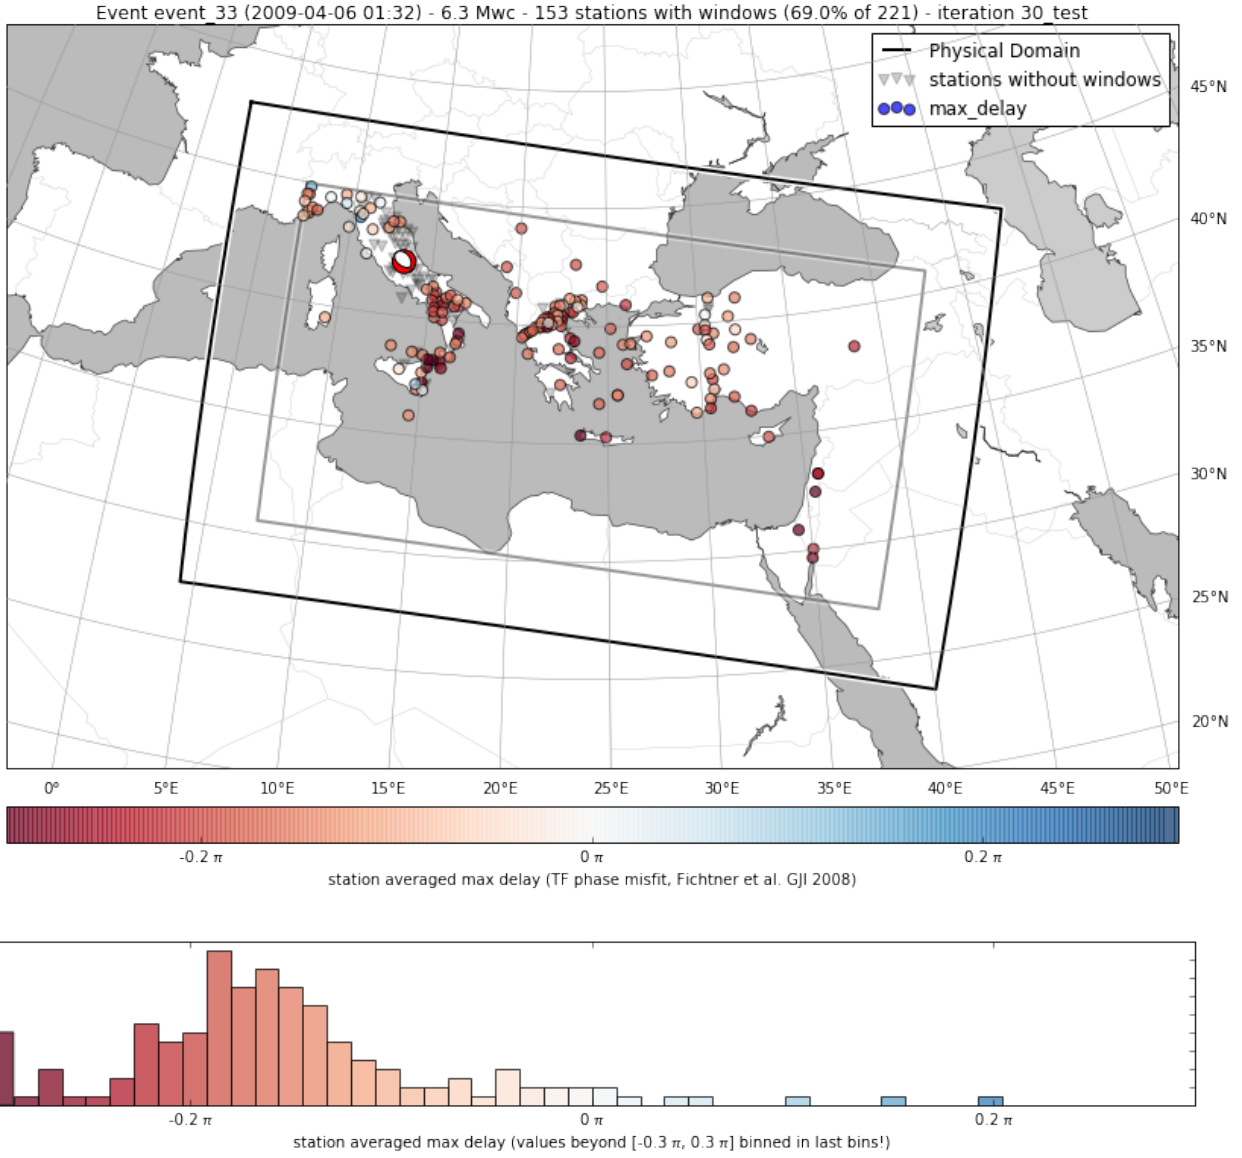 Event event_33 (2009-04-06 01:32) - 6.3 Mwc - 153 stations with windows (69.0% of 221) - iteration 30_test
Physical Domain
stations without windows
max_delay
45°N
40°N
35°N
30°N
25°N
20°N
0° 5°E 10°E 15°E 20°E 25°E 30°E 35°E 40°E 45°E 50°E
-0.2 π 0 π 0.2 π
station averaged max delay (TF phase misfit, Fichtner et al. GJI 2008)
-0.2 π 0 π 0.2 π
station averaged max delay (values beyond [-0.3 π, 0.3 π] binned in last bins!)